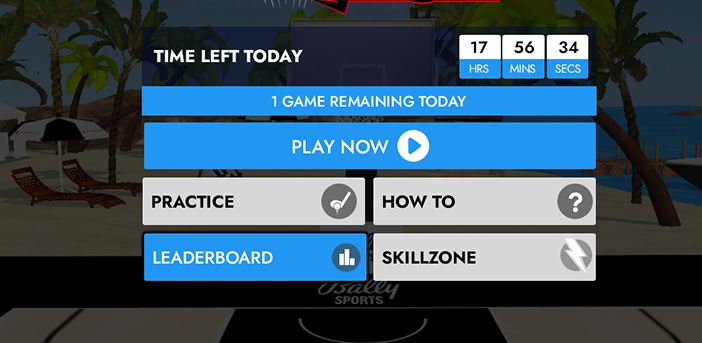 TIME LEFT TODAY
17 56 34
HRS MINS SECS
1 GAME REMAINING TODAY
PLAY NOW
PRACTICE
HOW TO
?
LEADERBOARD
SKILLZONE
Bally
SPORTS